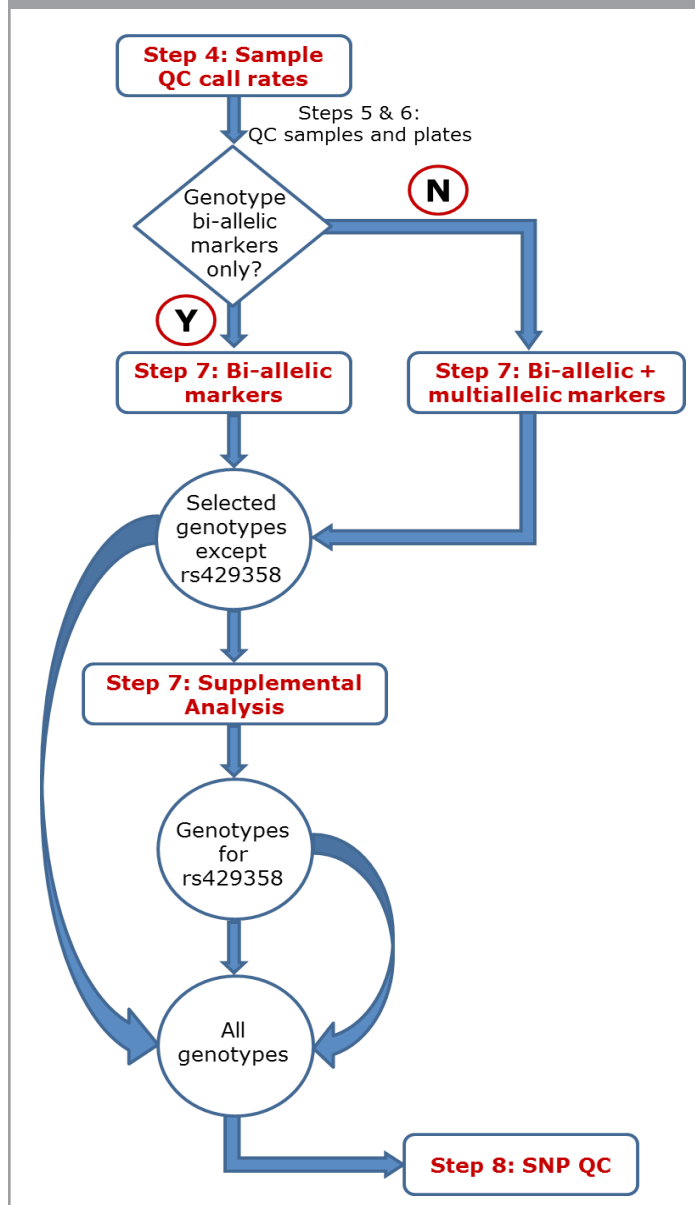 Step 4: Sample
QC call rates
Steps 5 & 6:
QC samples and plates
Genotype
bi-allelic
markers
only?
N
Y
Step 7: Bi-allelic
markers
Step 7: Bi-allelic +
multiallelic markers
Selected
genotypes
except
rs429358
Step 7: Supplemental
Analysis
Genotypes
for
rs429358
All
genotypes
Step 8: SNP QC